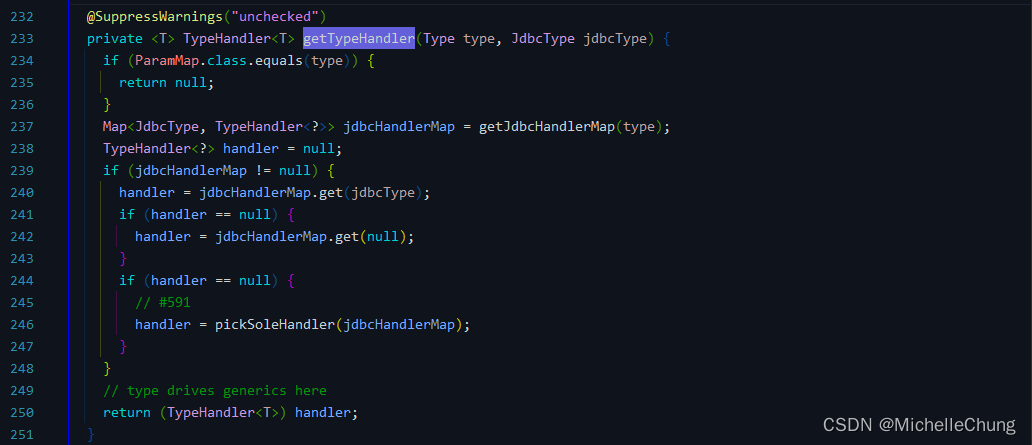 232 @SuppressWarnings("unchecked")
233 private <T> TypeHandler<T> getTypeHandler(Type type, JdbcType jdbcType) {
234 if (ParamMap.class.equals(type)) {
235 return null;
236 }
237 Map<JdbcType, TypeHandler<?>> jdbcHandlerMap = getJdbcHandlerMap(type);
238 TypeHandler<?> handler = null;
239 if (jdbcHandlerMap != null) {
240 handler = jdbcHandlerMap.get(jdbcType);
241 if (handler == null) {
242 handler = jdbcHandlerMap.get(null);
243 }
244 if (handler == null) {
245 // #591
246 handler = pickSoleHandler(jdbcHandlerMap);
247 }
248 }
249 // type drives generics here
250 return (TypeHandler<T>) handler;
251 }
CSDN @MichelleChung